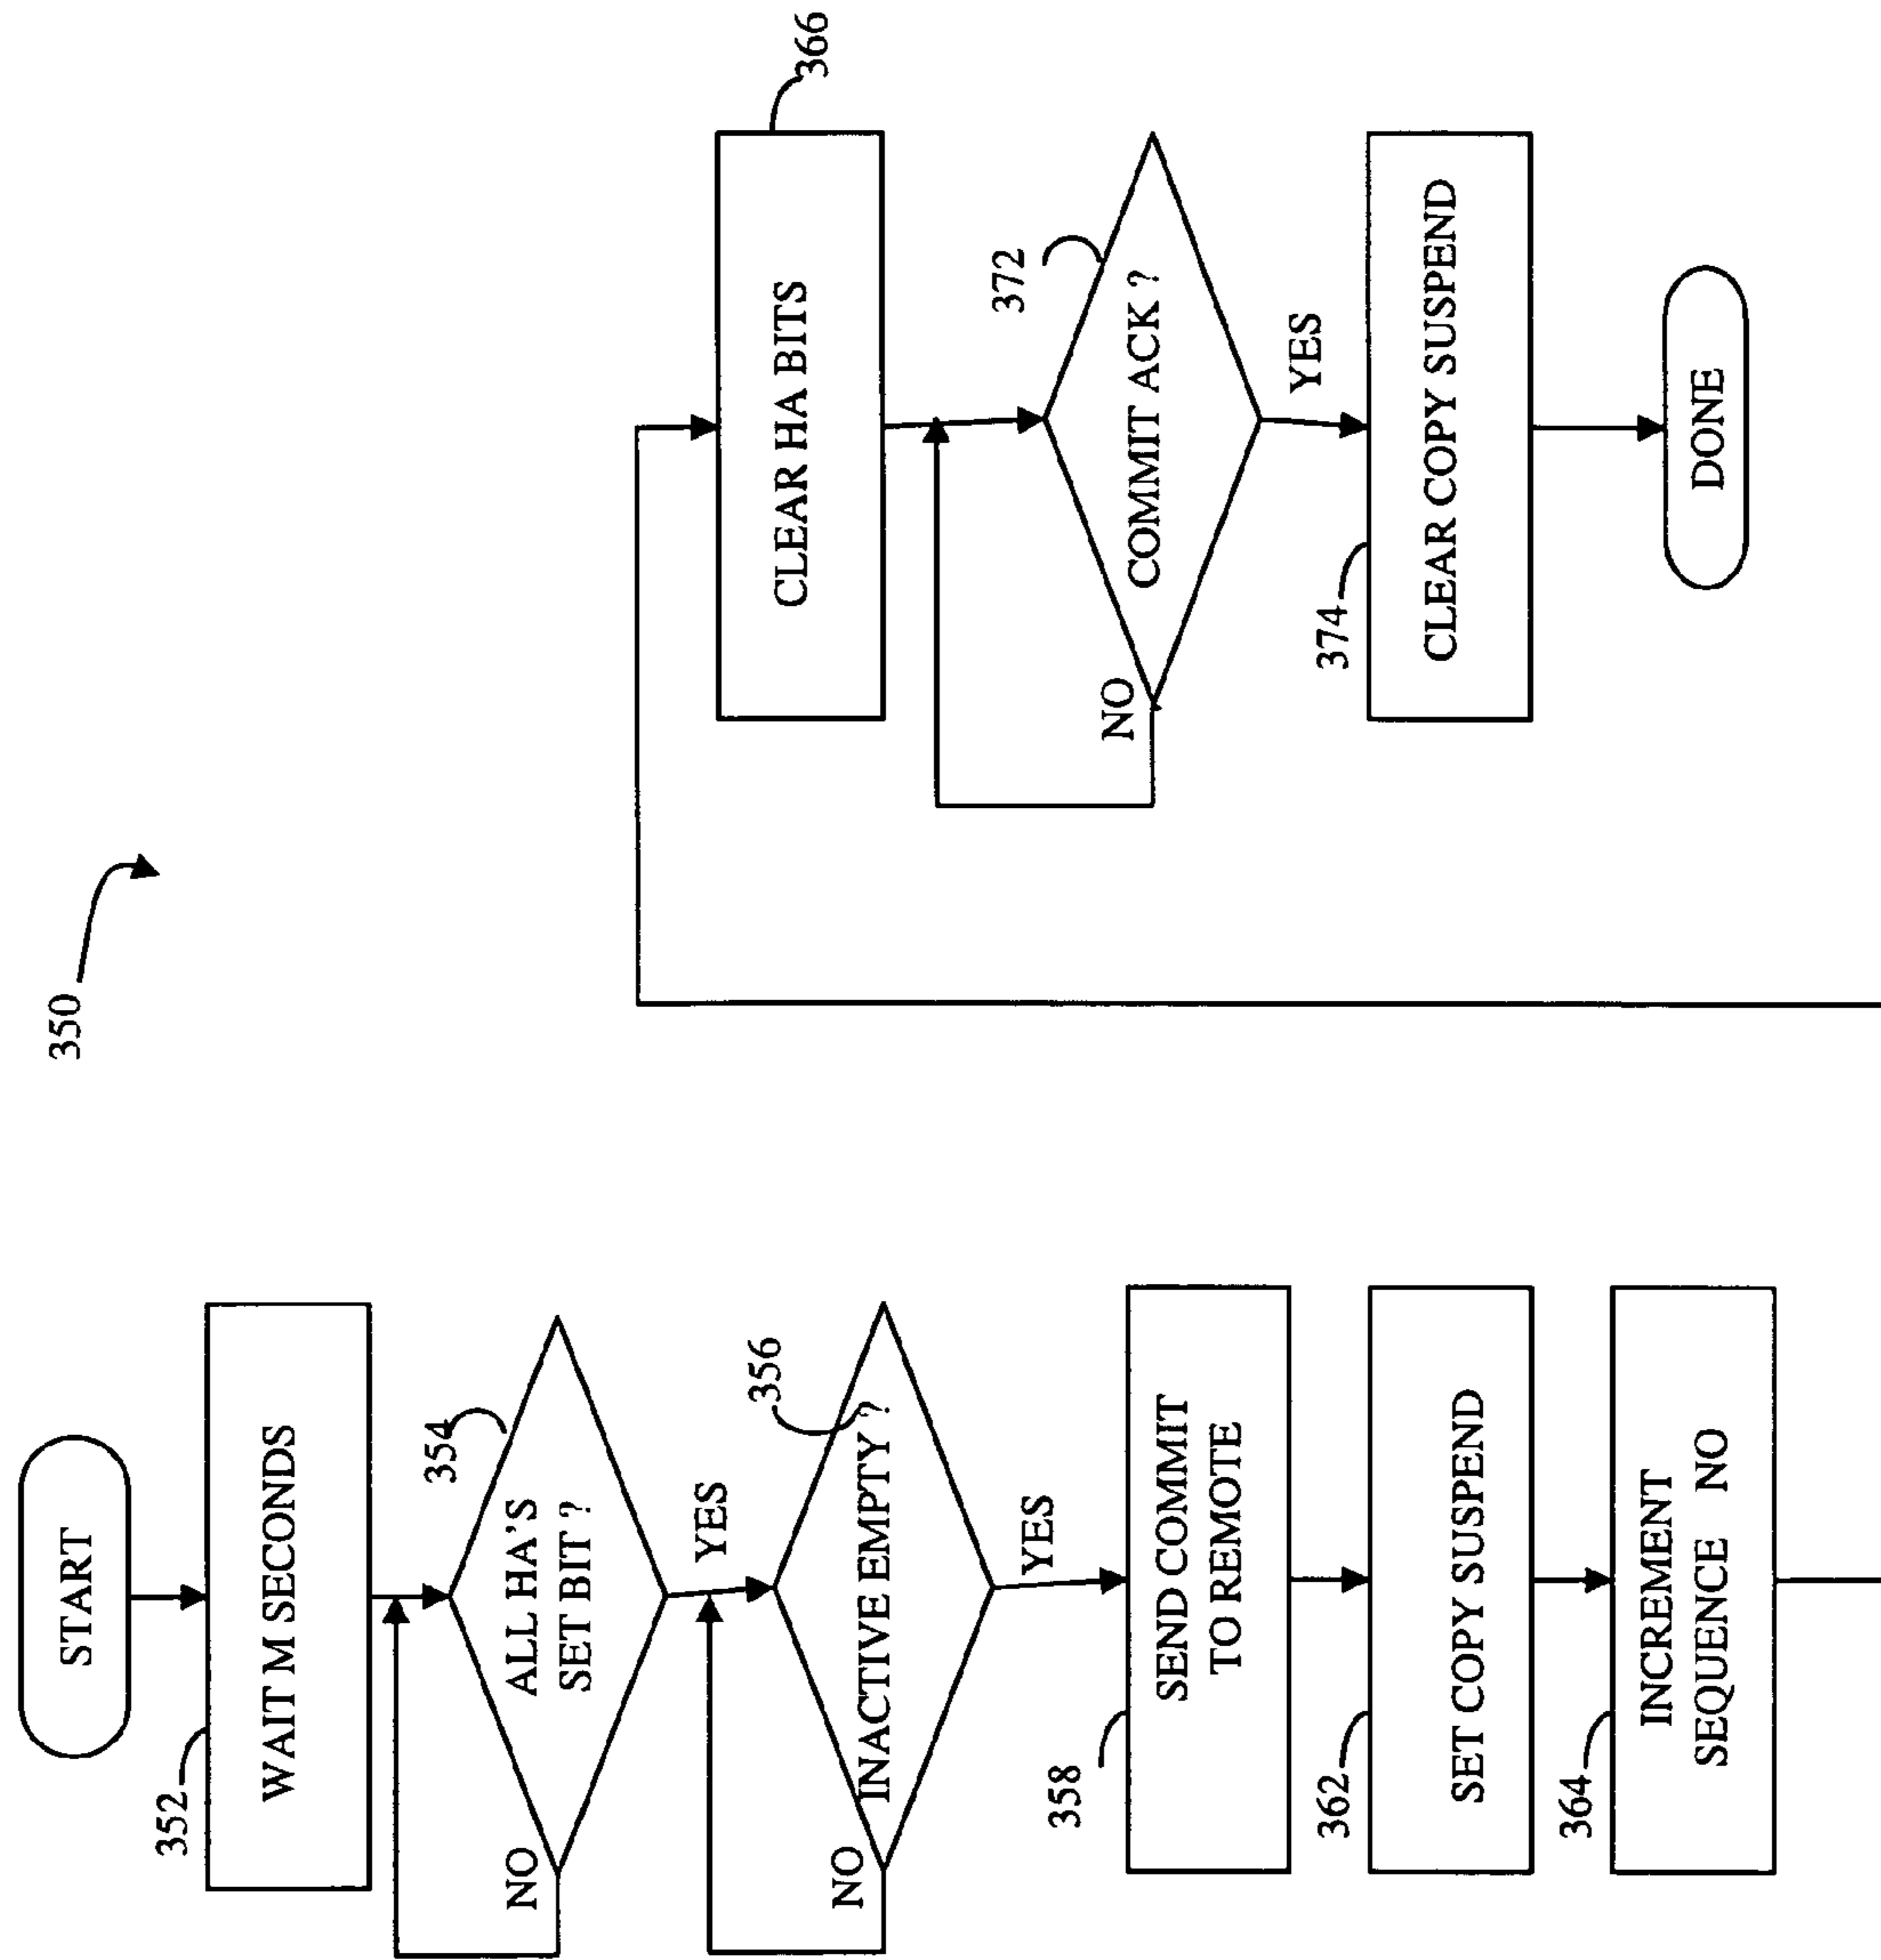 350
START
352
WAIT M SECONDS
354
ALL HA'S
SET BIT ?
NO
YES
356
INACTIVE EMPTY ?
NO
YES
358
SEND COMMIT
TO REMOTE
362
SET COPY SUSPEND
364
INCREMENT
SEQUENCE NO
366
CLEAR HA BITS
372
COMMIT ACK ?
NO
YES
374
CLEAR COPY SUSPEND
DONE